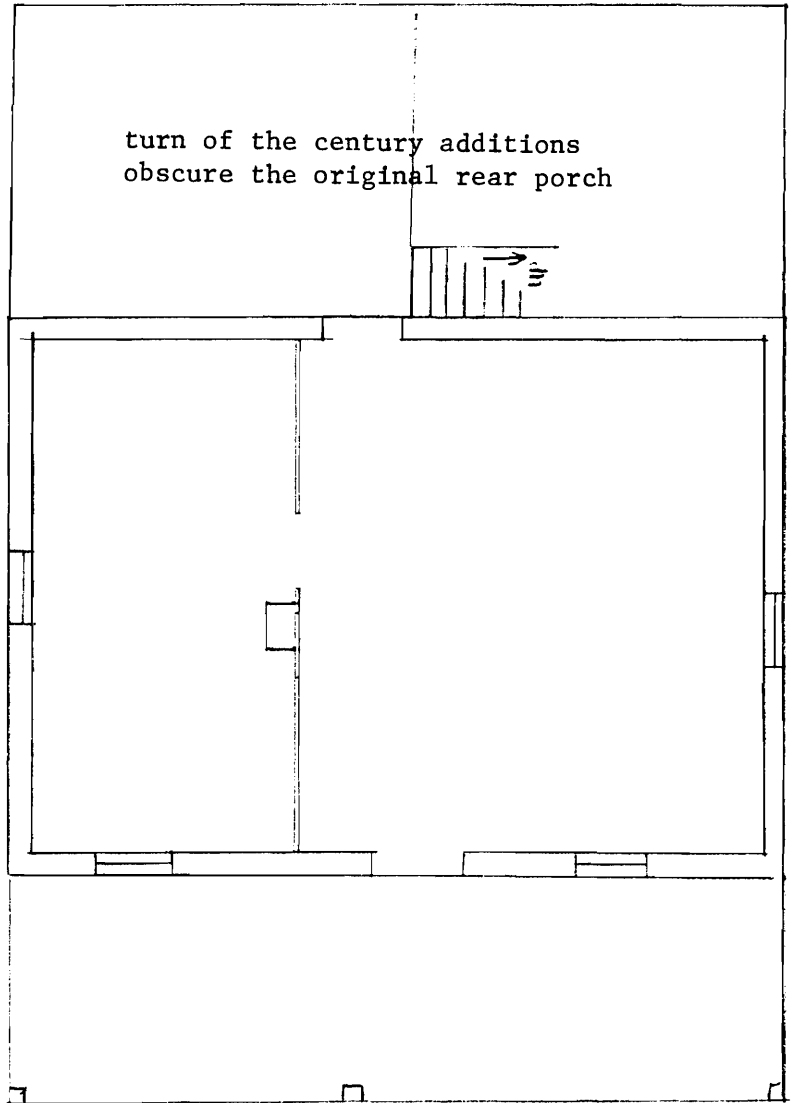 turn of the century additions
obscure the original rear porch